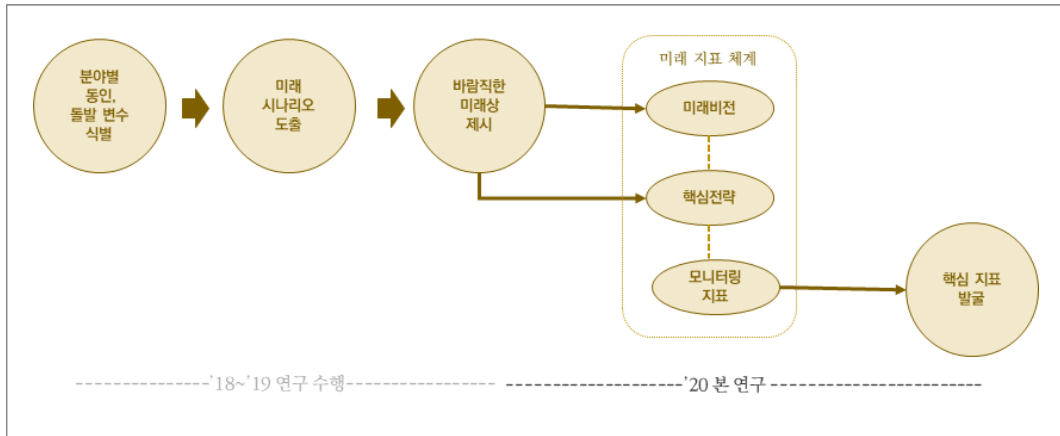 분야별
동인,
돌발 변수
식별
미래
시나리오
도출
바람직한
미래상
제시
미래 지표 체계
미래비전
핵심전략
모니터링
지표
핵심 지표
발굴
'18~'19 연구 수행
'20 본 연구